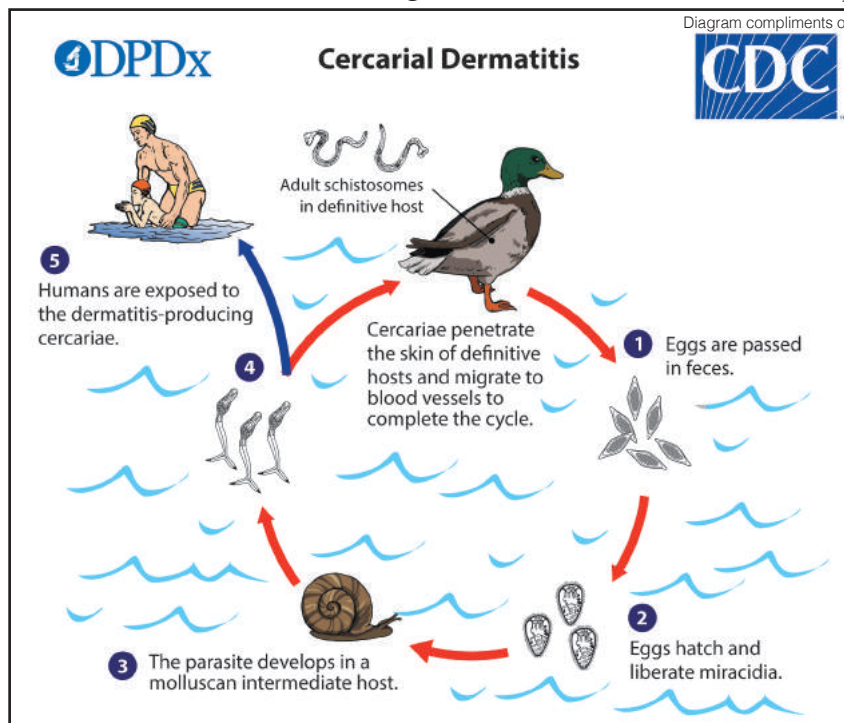 Diagram compliments o
DPDx
Cercarial Dermatitis
CDC
Adult schistosomes
in definitive host
5
Humans are exposed to
the dermatitis-producing
cercariae.
4
Cercariae penetrate
the skin of definitive
hosts and migrate to
blood vessels to
complete the cycle.
1 Eggs are passed
in feces.
2
Eggs hatch and
liberate miracidia.
3 The parasite develops in a
molluscan intermediate host.